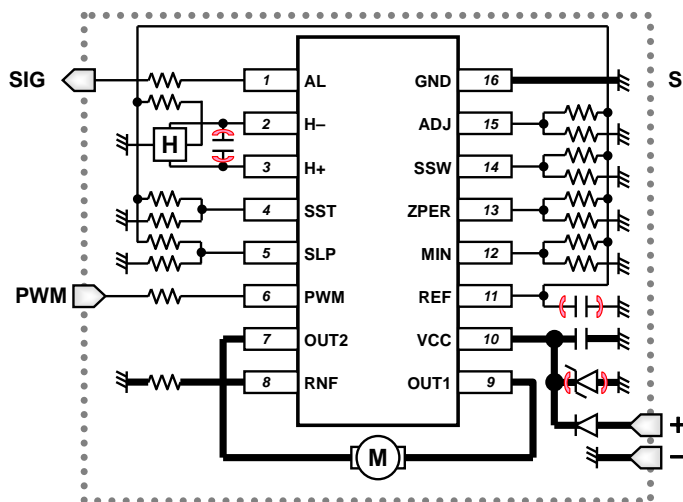 SIG
1 AL
GND 16
S
H
2 H–
ADJ 15
3 H+
SSW 14
4 SST
ZPER 13
5 SLP
MIN 12
PWM
6 PWM
REF 11
7 OUT2
VCC 10
8 RNF
OUT1 9
+
M
–